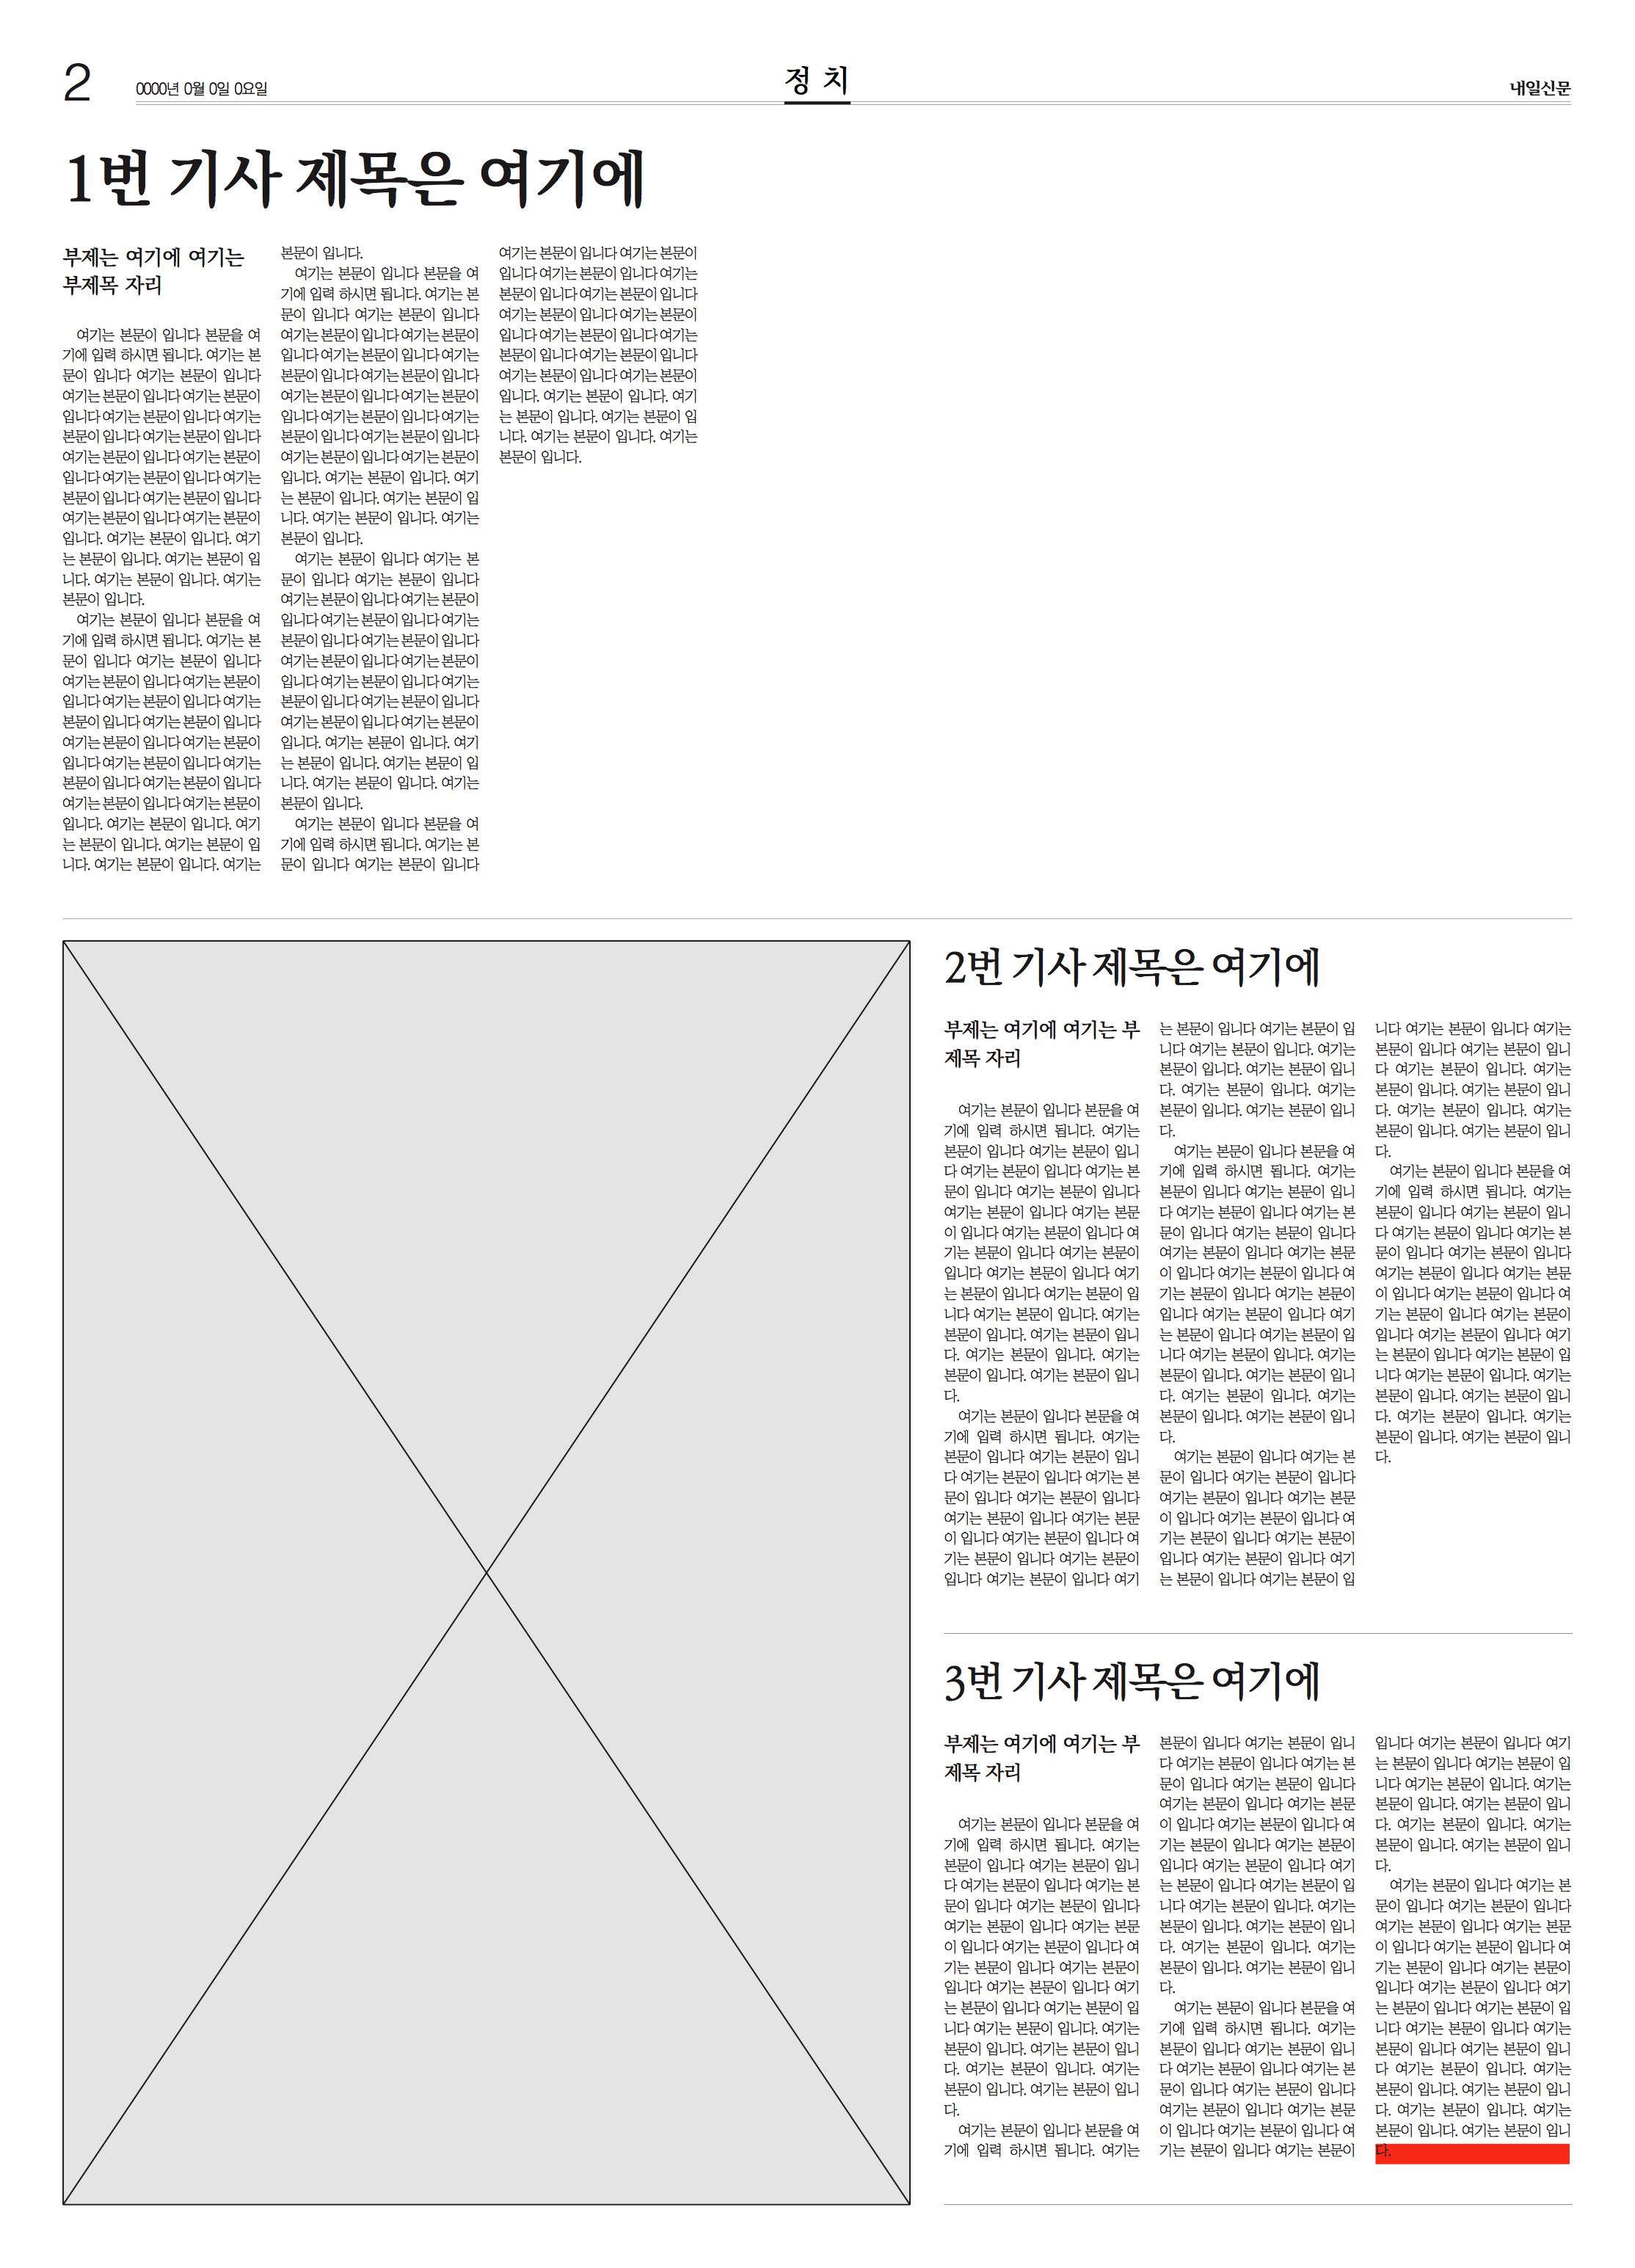 2
0000년 0월 0일 0요일
정 치
내일신문
1번 기사 제목은 여기에
부제는 여기에 여기는
부제목 자리
여기는 본문이 입니다 본문을 여
기에 입력 하시면 됩니다. 여기는 본
문이 입니다 여기는 본문이 입니다
여기는 본문이 입니다 여기는 본문이
입니다 여기는 본문이 입니다 여기는
본문이 입니다 여기는 본문이 입니다
여기는 본문이 입니다 여기는 본문이
입니다 여기는 본문이 입니다 여기는
본문이 입니다 여기는 본문이 입니다
여기는 본문이 입니다 여기는 본문이
입니다. 여기는 본문이 입니다. 여기
는 본문이 입니다. 여기는 본문이 입
니다. 여기는 본문이 입니다. 여기는
본문이 입니다.
여기는 본문이 입니다 본문을 여
기에 입력 하시면 됩니다. 여기는 본
문이 입니다 여기는 본문이 입니다
여기는 본문이 입니다 여기는 본문이
입니다 여기는 본문이 입니다 여기는
본문이 입니다 여기는 본문이 입니다
여기는 본문이 입니다 여기는 본문이
입니다 여기는 본문이 입니다 여기는
본문이 입니다 여기는 본문이 입니다
여기는 본문이 입니다 여기는 본문이
입니다. 여기는 본문이 입니다. 여기
는 본문이 입니다. 여기는 본문이 입
니다. 여기는 본문이 입니다. 여기는
본문이 입니다.
여기는 본문이 입니다 본문을 여
기에 입력 하시면 됩니다. 여기는 본
문이 입니다 여기는 본문이 입니다
여기는 본문이 입니다 여기는 본문이
입니다 여기는 본문이 입니다 여기는
본문이 입니다 여기는 본문이 입니다
여기는 본문이 입니다 여기는 본문이
입니다 여기는 본문이 입니다 여기는
본문이 입니다 여기는 본문이 입니다
여기는 본문이 입니다 여기는 본문이
입니다. 여기는 본문이 입니다. 여기
는 본문이 입니다. 여기는 본문이 입
니다. 여기는 본문이 입니다. 여기는
본문이 입니다.
여기는 본문이 입니다 여기는 본
문이 입니다 여기는 본문이 입니다
여기는 본문이 입니다 여기는 본문이
입니다 여기는 본문이 입니다 여기는
본문이 입니다 여기는 본문이 입니다
여기는 본문이 입니다 여기는 본문이
입니다 여기는 본문이 입니다 여기는
본문이 입니다 여기는 본문이 입니다
여기는 본문이 입니다 여기는 본문이
입니다. 여기는 본문이 입니다. 여기
는 본문이 입니다. 여기는 본문이 입
니다. 여기는 본문이 입니다. 여기는
본문이 입니다.
여기는 본문이 입니다 본문을 여
기에 입력 하시면 됩니다. 여기는 본
문이 입니다 여기는 본문이 입니다
여기는 본문이 입니다 여기는 본문이
입니다 여기는 본문이 입니다 여기는
본문이 입니다 여기는 본문이 입니다
여기는 본문이 입니다 여기는 본문이
입니다 여기는 본문이 입니다 여기는
본문이 입니다 여기는 본문이 입니다
여기는 본문이 입니다 여기는 본문이
입니다. 여기는 본문이 입니다. 여기
는 본문이 입니다. 여기는 본문이 입
니다. 여기는 본문이 입니다. 여기는
본문이 입니다.
2번 기사 제목은 여기에
부제는 여기에 여기는 부
제목 자리
여기는 본문이 입니다 본문을 여
기에 입력 하시면 됩니다. 여기는
본문이 입니다 여기는 본문이 입니
다 여기는 본문이 입니다 여기는 본
문이 입니다 여기는 본문이 입니다
여기는 본문이 입니다 여기는 본문
이 입니다 여기는 본문이 입니다 여
기는 본문이 입니다 여기는 본문이
입니다 여기는 본문이 입니다 여기
는 본문이 입니다 여기는 본문이 입
니다 여기는 본문이 입니다. 여기는
본문이 입니다. 여기는 본문이 입니
다. 여기는 본문이 입니다. 여기는
본문이 입니다. 여기는 본문이 입니
다.
여기는 본문이 입니다 본문을 여
기에 입력 하시면 됩니다. 여기는
본문이 입니다 여기는 본문이 입니
다 여기는 본문이 입니다 여기는 본
문이 입니다 여기는 본문이 입니다
여기는 본문이 입니다 여기는 본문
이 입니다 여기는 본문이 입니다 여
기는 본문이 입니다 여기는 본문이
입니다 여기는 본문이 입니다 여기
는 본문이 입니다 여기는 본문이 입
니다 여기는 본문이 입니다. 여기는
본문이 입니다. 여기는 본문이 입니
다. 여기는 본문이 입니다. 여기는
본문이 입니다. 여기는 본문이 입니
다.
여기는 본문이 입니다 본문을 여
기에 입력 하시면 됩니다. 여기는
본문이 입니다 여기는 본문이 입니
다 여기는 본문이 입니다 여기는 본
문이 입니다 여기는 본문이 입니다
여기는 본문이 입니다 여기는 본문
이 입니다 여기는 본문이 입니다 여
기는 본문이 입니다 여기는 본문이
입니다 여기는 본문이 입니다 여기
는 본문이 입니다 여기는 본문이 입
니다 여기는 본문이 입니다. 여기는
본문이 입니다. 여기는 본문이 입니
다. 여기는 본문이 입니다. 여기는
본문이 입니다. 여기는 본문이 입니
다.
여기는 본문이 입니다 여기는 본
문이 입니다 여기는 본문이 입니다
여기는 본문이 입니다 여기는 본문
이 입니다 여기는 본문이 입니다 여
기는 본문이 입니다 여기는 본문이
입니다 여기는 본문이 입니다 여기
는 본문이 입니다 여기는 본문이 입
니다 여기는 본문이 입니다 여기는
본문이 입니다 여기는 본문이 입니
다 여기는 본문이 입니다. 여기는
본문이 입니다. 여기는 본문이 입니
다. 여기는 본문이 입니다. 여기는
본문이 입니다. 여기는 본문이 입니
다.
여기는 본문이 입니다 본문을 여
기에 입력 하시면 됩니다. 여기는
본문이 입니다 여기는 본문이 입니
다 여기는 본문이 입니다 여기는 본
문이 입니다 여기는 본문이 입니다
여기는 본문이 입니다 여기는 본문
이 입니다 여기는 본문이 입니다 여
기는 본문이 입니다 여기는 본문이
입니다 여기는 본문이 입니다 여기
는 본문이 입니다 여기는 본문이 입
니다 여기는 본문이 입니다. 여기는
본문이 입니다. 여기는 본문이 입니
다. 여기는 본문이 입니다. 여기는
본문이 입니다. 여기는 본문이 입니
다.
3번 기사 제목은 여기에
부제는 여기에 여기는 부
제목 자리
여기는 본문이 입니다 본문을 여
기에 입력 하시면 됩니다. 여기는
본문이 입니다 여기는 본문이 입니
다 여기는 본문이 입니다 여기는 본
문이 입니다 여기는 본문이 입니다
여기는 본문이 입니다 여기는 본문
이 입니다 여기는 본문이 입니다 여
기는 본문이 입니다 여기는 본문이
입니다 여기는 본문이 입니다 여기
는 본문이 입니다 여기는 본문이 입
니다 여기는 본문이 입니다. 여기는
본문이 입니다. 여기는 본문이 입니
다. 여기는 본문이 입니다. 여기는
본문이 입니다. 여기는 본문이 입니
다.
여기는 본문이 입니다 본문을 여
기에 입력 하시면 됩니다. 여기는
본문이 입니다 여기는 본문이 입니
다 여기는 본문이 입니다 여기는 본
문이 입니다 여기는 본문이 입니다
여기는 본문이 입니다 여기는 본문
이 입니다 여기는 본문이 입니다 여
기는 본문이 입니다 여기는 본문이
입니다 여기는 본문이 입니다 여기
는 본문이 입니다 여기는 본문이 입
니다 여기는 본문이 입니다. 여기는
본문이 입니다. 여기는 본문이 입니
다. 여기는 본문이 입니다. 여기는
본문이 입니다. 여기는 본문이 입니
다.
여기는 본문이 입니다 본문을 여
기에 입력 하시면 됩니다. 여기는
본문이 입니다 여기는 본문이 입니
다 여기는 본문이 입니다 여기는 본
문이 입니다 여기는 본문이 입니다
여기는 본문이 입니다 여기는 본문
이 입니다 여기는 본문이 입니다 여
기는 본문이 입니다 여기는 본문이
입니다 여기는 본문이 입니다 여기
는 본문이 입니다 여기는 본문이 입
니다 여기는 본문이 입니다. 여기는
본문이 입니다. 여기는 본문이 입니
다. 여기는 본문이 입니다. 여기는
본문이 입니다. 여기는 본문이 입니
다.
여기는 본문이 입니다 여기는 본
문이 입니다 여기는 본문이 입니다
여기는 본문이 입니다 여기는 본문
이 입니다 여기는 본문이 입니다 여
기는 본문이 입니다 여기는 본문이
입니다 여기는 본문이 입니다 여기
는 본문이 입니다 여기는 본문이 입
니다 여기는 본문이 입니다 여기는
본문이 입니다 여기는 본문이 입니
다 여기는 본문이 입니다. 여기는
본문이 입니다. 여기는 본문이 입니
다. 여기는 본문이 입니다. 여기는
본문이 입니다. 여기는 본문이 입니
다.